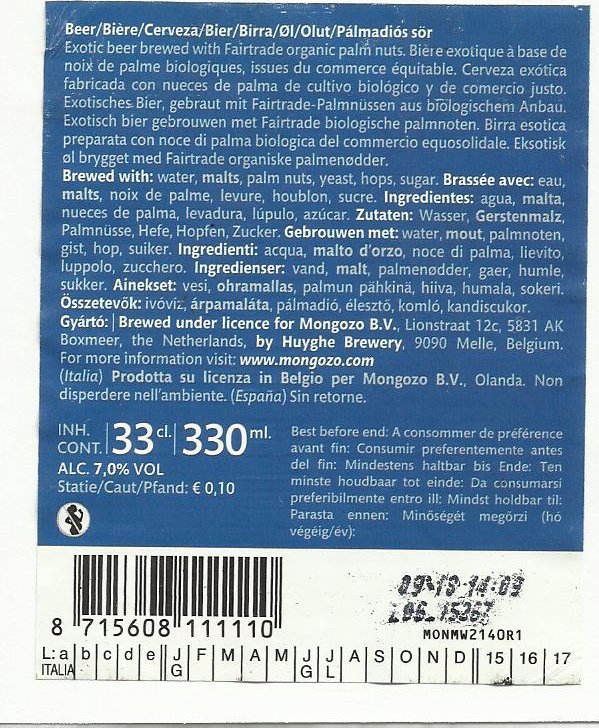 Beer/Bière/Cerveza/Bier/Birra/Øl/Olut/Pálmadiós sör
Exotic beer brewed with Fairtrade organic palm nuts. Bière exotique à base de
noix de palme biologiques, issues du commerce équitable. Cerveza exótica
fabricada con nueces de palma de cultivo biológico y de comercio justo.
Exotisches Bier, gebraut mit Fairtrade-Palmnüssen aus biologischem Anbau.
Exotisch bier gebrouwen met Fairtrade biologische palmnoten. Birra esotica
preparata con noce di palma biologica del commercio equosolidale. Eksotisk
øl brygget med Fairtrade organiske palmenødder.
Brewed with: water, malts, palm nuts, yeast, hops, sugar. Brassée avec: eau,
malts, noix de palme, levure, houblon, sucre. Ingredientes: agua, malta,
nueces de palma, levadura, lúpulo, azúcar. Zutaten: Wasser, Gerstenmalz,
Palmnüsse, Hefe, Hopfen, Zucker. Gebrouwen met: water, mout, palmnoten,
gist, hop, suiker. Ingredienti: acqua, malto d'orzo, noce di palma, lievito,
luppolo, zucchero. Ingredienser: vand, malt, palmenødder, gaer, humle,
sukker. Ainekset: vesi, ohramallas, palmun pähkinä, hiiva, humala, sokeri.
Összetevők: ivóvíz, árpamaláta, pálmadió, élesztő, komló, kandiscukor.
Gyártó: | Brewed under licence for Mongozo B.V., Lionstraat 12c, 5831 AK
Boxmeer, the Netherlands, by Huyghe Brewery, 9090 Melle, Belgium.
For more information visit: www.mongozo.com
(Italia) Prodotta su licenza in Belgio per Mongozo B.V., Olanda. Non
disperdere nell'ambiente. (España) Sin retorne.
INH. CONT. 33 cl. 330 ml.
ALC. 7,0% VOL
Statie/Caut/Pfand: € 0,10
Best before end: A consommer de préférence
avant fin: Consumir preferentemente antes
del fin: Mindestens haltbar bis Ende: Ten
minste houdbaar tot einde: Da consumarsi
preferibilmente entro ill: Mindst holdbar til:
Parasta ennen: Minőségét megőrzi (hó
végéig/év):
8 715608 111110
09-18 14:09
MONMW2140R1
L: a b c d e J F M A M J J A S O N D 15 16 17
ITALIA G G L